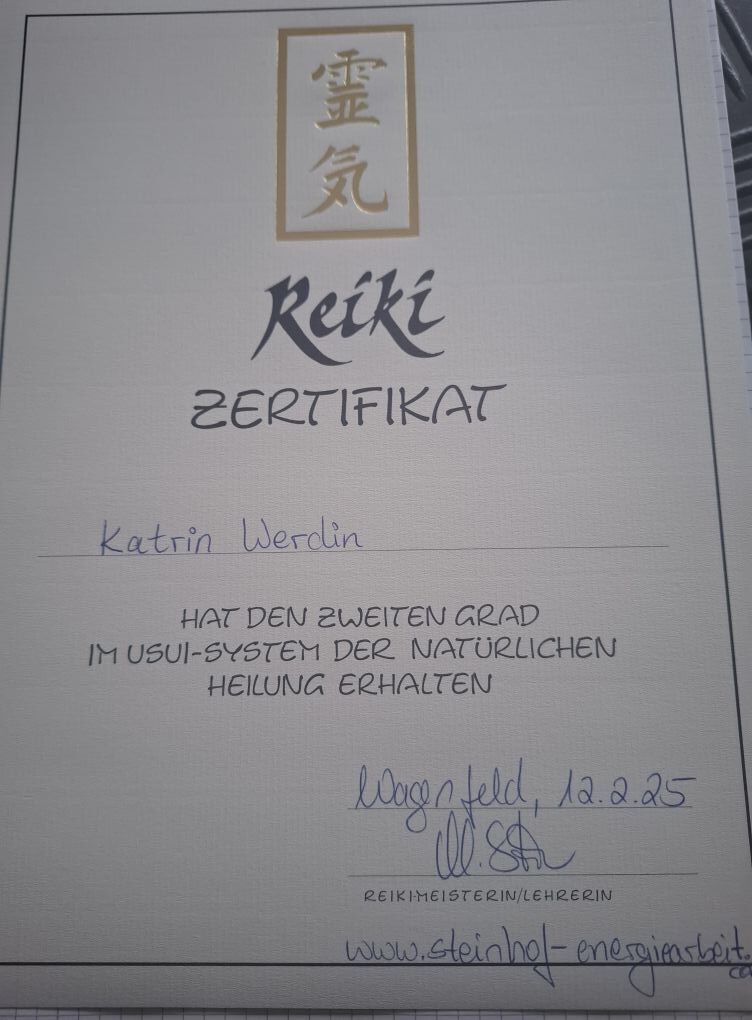 霊
気
Reiki
ZERTIFIKAT
Katrin Werdin
HAT DEN ZWEITEN GRAD
IM USUI-SYSTEM DER NATÜRLICHEN
HEILUNG ERHALTEN
Wagenfeld, 12.2.25
REIKI-MEISTERIN/LEHRERIN
www.steinhof-energiearbeit.